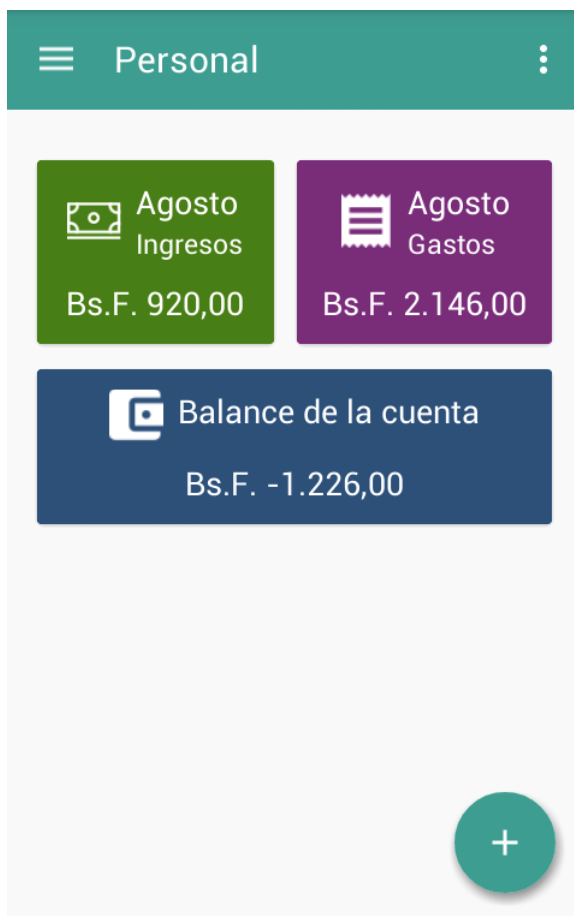 Personal
Agosto
Ingresos
Bs.F. 920,00
Agosto
Gastos
Bs.F. 2.146,00
Balance de la cuenta
Bs.F. -1.226,00
+